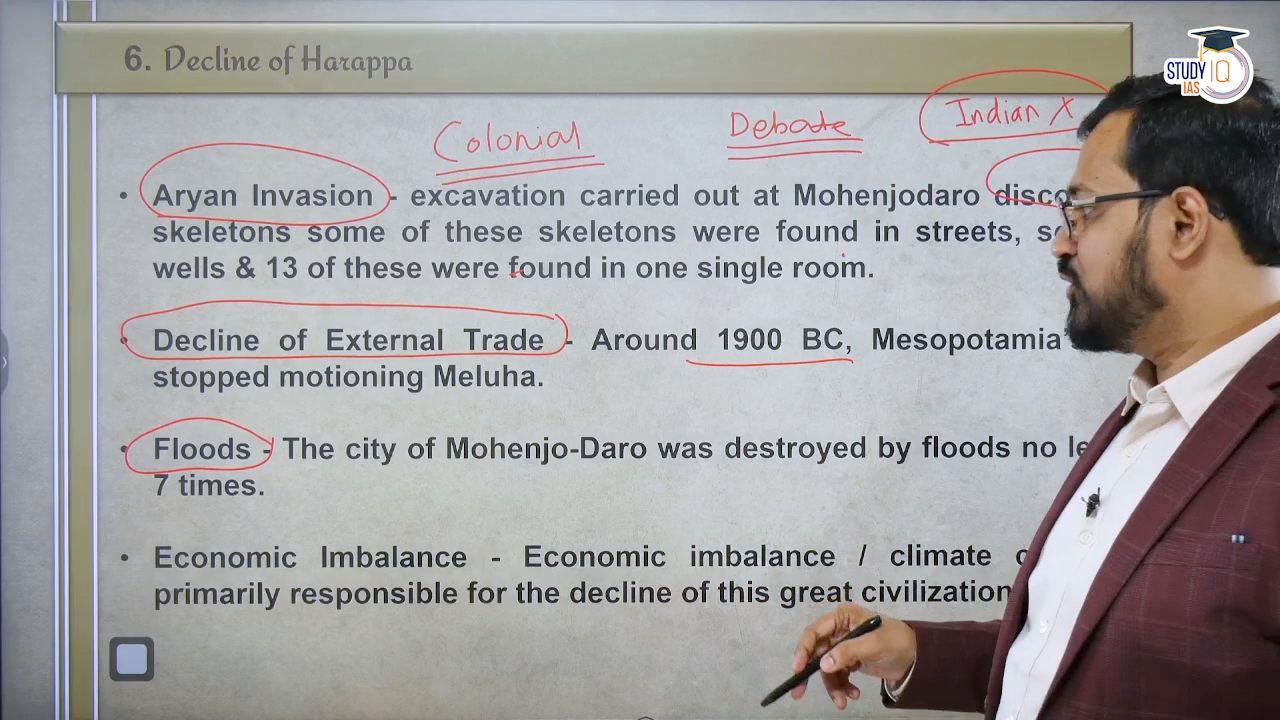 6. Decline of Harappa
STUDY IQ
IAS
Colonial Debate Indian X
• Aryan Invasion - excavation carried out at Mohenjodaro
skeletons some of these skeletons were found in streets,
wells & 13 of these were found in one single room.
• Decline of External Trade - Around 1900 BC, Mesopotamia
stopped motioning Meluha.
• Floods - The city of Mohenjo-Daro was destroyed by floods no
7 times.
• Economic Imbalance - Economic imbalance / climate
primarily responsible for the decline of this great civilization